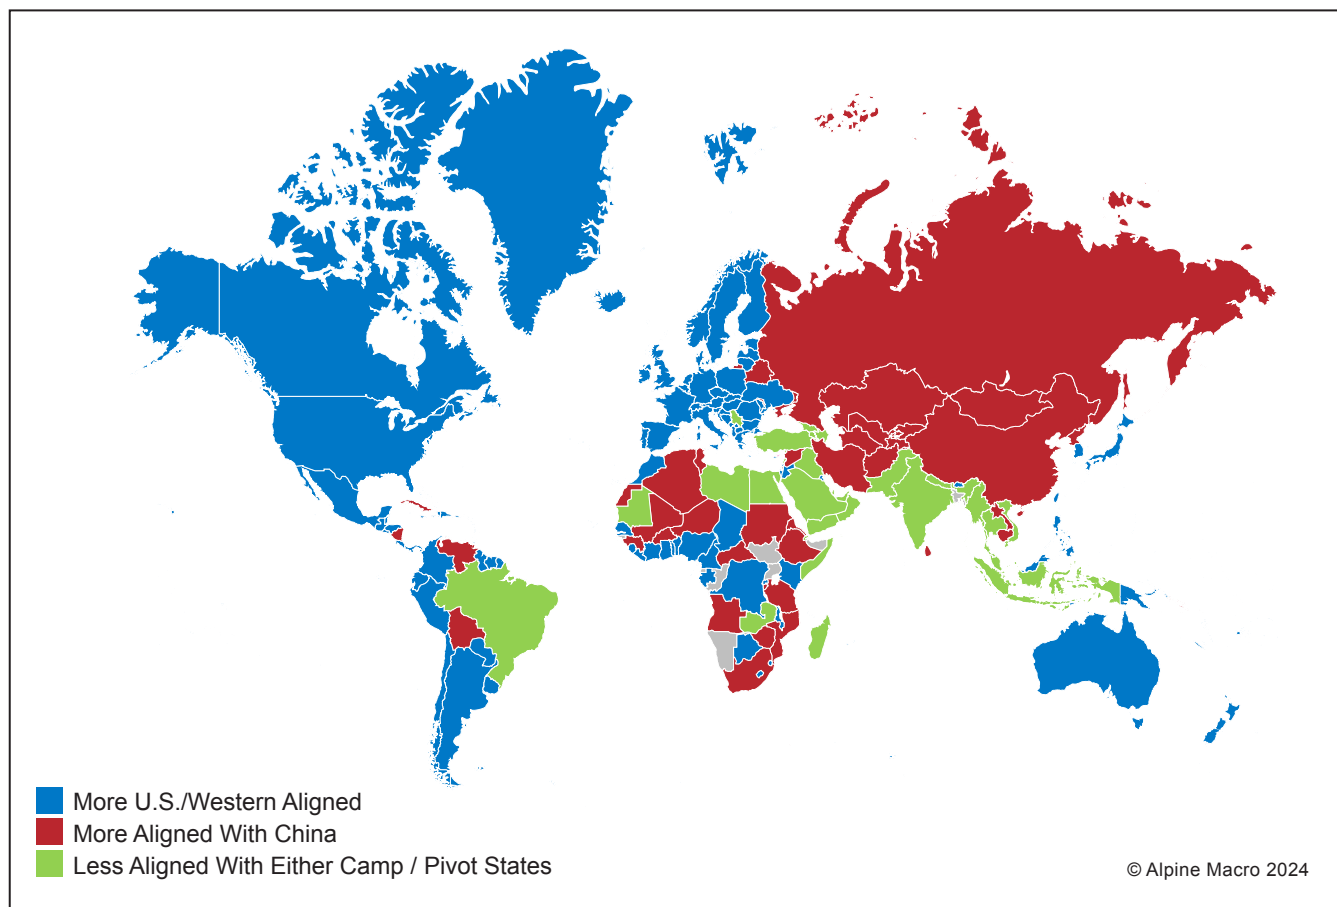 More U.S./Western Aligned
More Aligned With China
Less Aligned With Either Camp / Pivot States
© Alpine Macro 2024